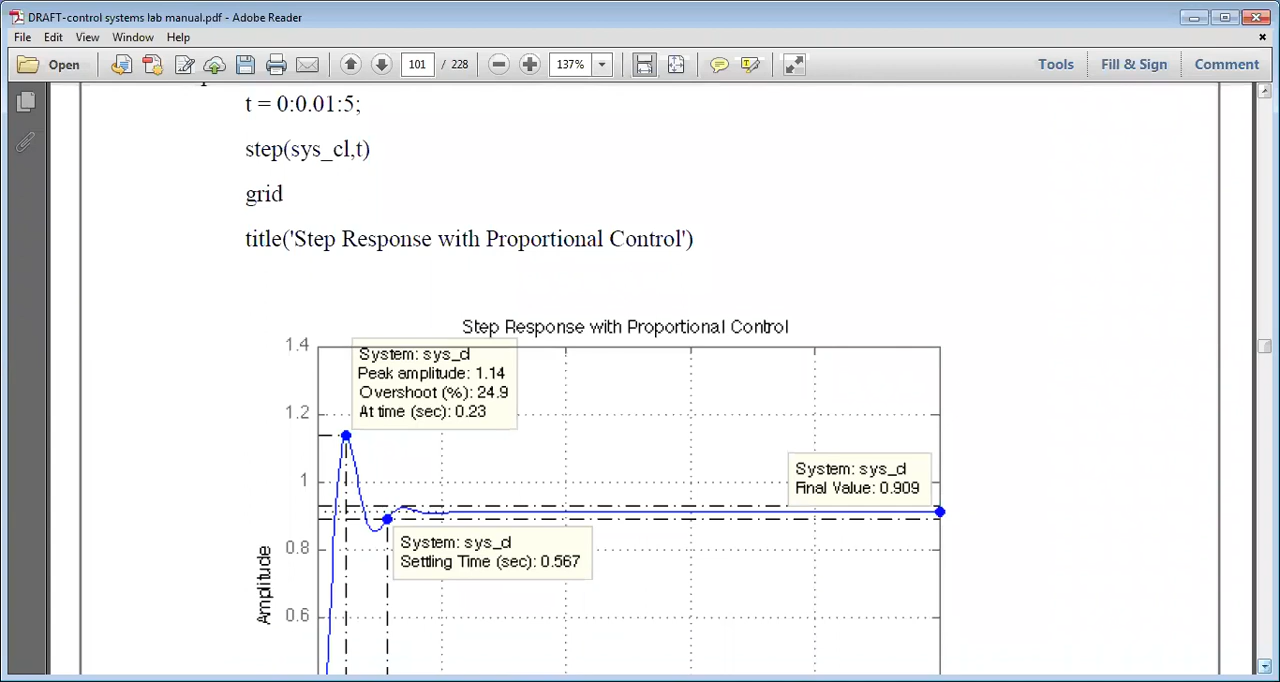 DRAFT-control systems lab manual.pdf - Adobe Reader
File Edit View Window Help
Open 101 / 228 137% Tools Fill & Sign Comment
t = 0:0.01:5;
step(sys_cl,t)
grid
title('Step Response with Proportional Control')
Step Response with Proportional Control
1.4
System: sys_cl
Peak amplitude: 1.14
Overshoot (%): 24.9
At time (sec): 0.23
1.2
System: sys_cl
Final Value: 0.909
1
System: sys_cl
Settling Time (sec): 0.567
0.8
Amplitude
0.6